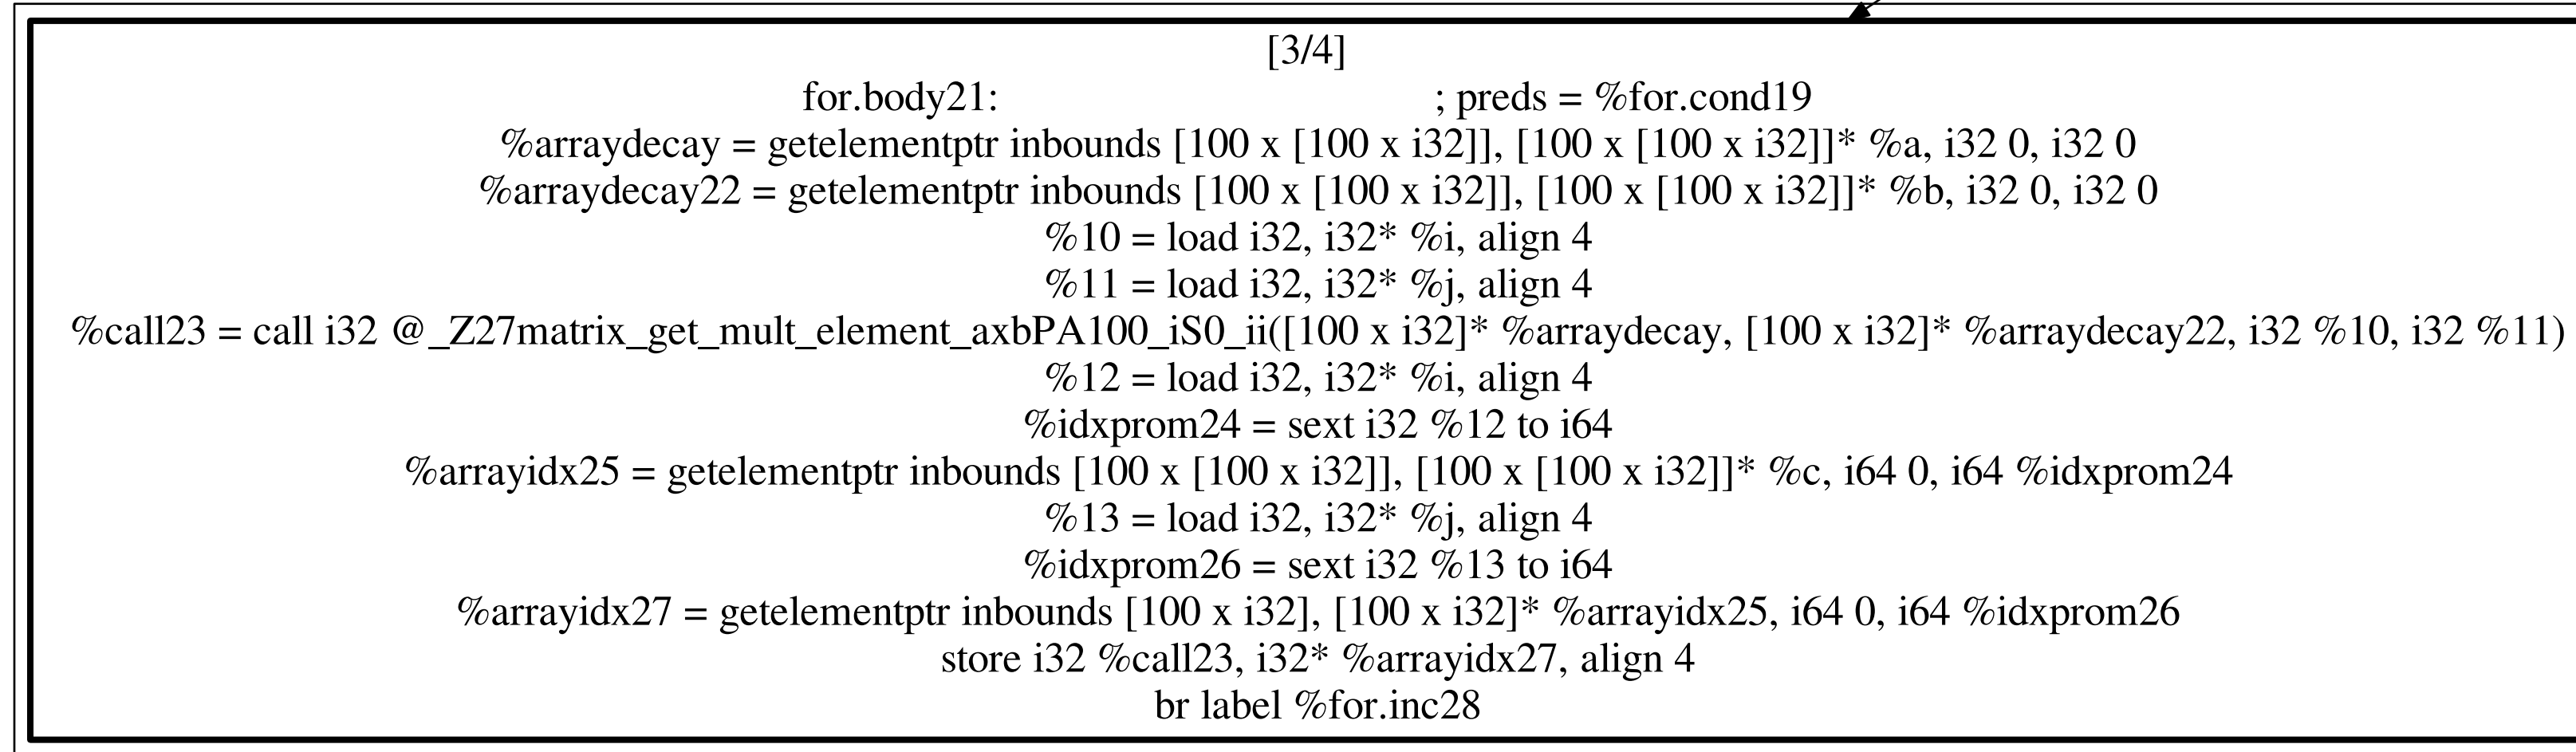 [3/4]
for.body21: ; preds = %for.cond19
%arraydecay = getelementptr inbounds [100 x [100 x i32]], [100 x [100 x i32]]* %a, i32 0, i32 0
%arraydecay22 = getelementptr inbounds [100 x [100 x i32]], [100 x [100 x i32]]* %b, i32 0, i32 0
%10 = load i32, i32* %i, align 4
%11 = load i32, i32* %j, align 4
%call23 = call i32 @_Z27matrix_get_mult_element_axbPA100_iS0_ii([100 x i32]* %arraydecay, [100 x i32]* %arraydecay22, i32 %10, i32 %11)
%12 = load i32, i32* %i, align 4
%idxprom24 = sext i32 %12 to i64
%arrayidx25 = getelementptr inbounds [100 x [100 x i32]], [100 x [100 x i32]]* %c, i64 0, i64 %idxprom24
%13 = load i32, i32* %j, align 4
%idxprom26 = sext i32 %13 to i64
%arrayidx27 = getelementptr inbounds [100 x i32], [100 x i32]* %arrayidx25, i64 0, i64 %idxprom26
store i32 %call23, i32* %arrayidx27, align 4
br label %for.inc28